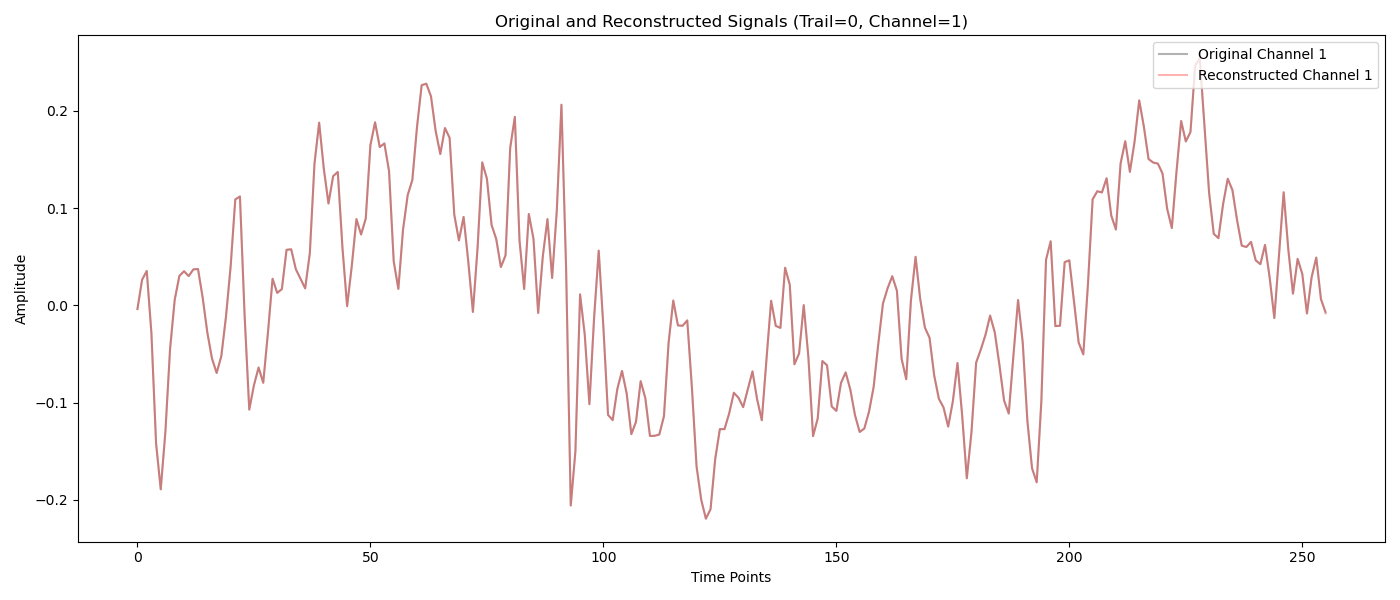 Original and Reconstructed Signals (Trail=0, Channel=1)
Original Channel 1
Reconstructed Channel 1
Amplitude
0.2
0.1
0.0
−0.1
−0.2
0
50
100
150
200
250
Time Points